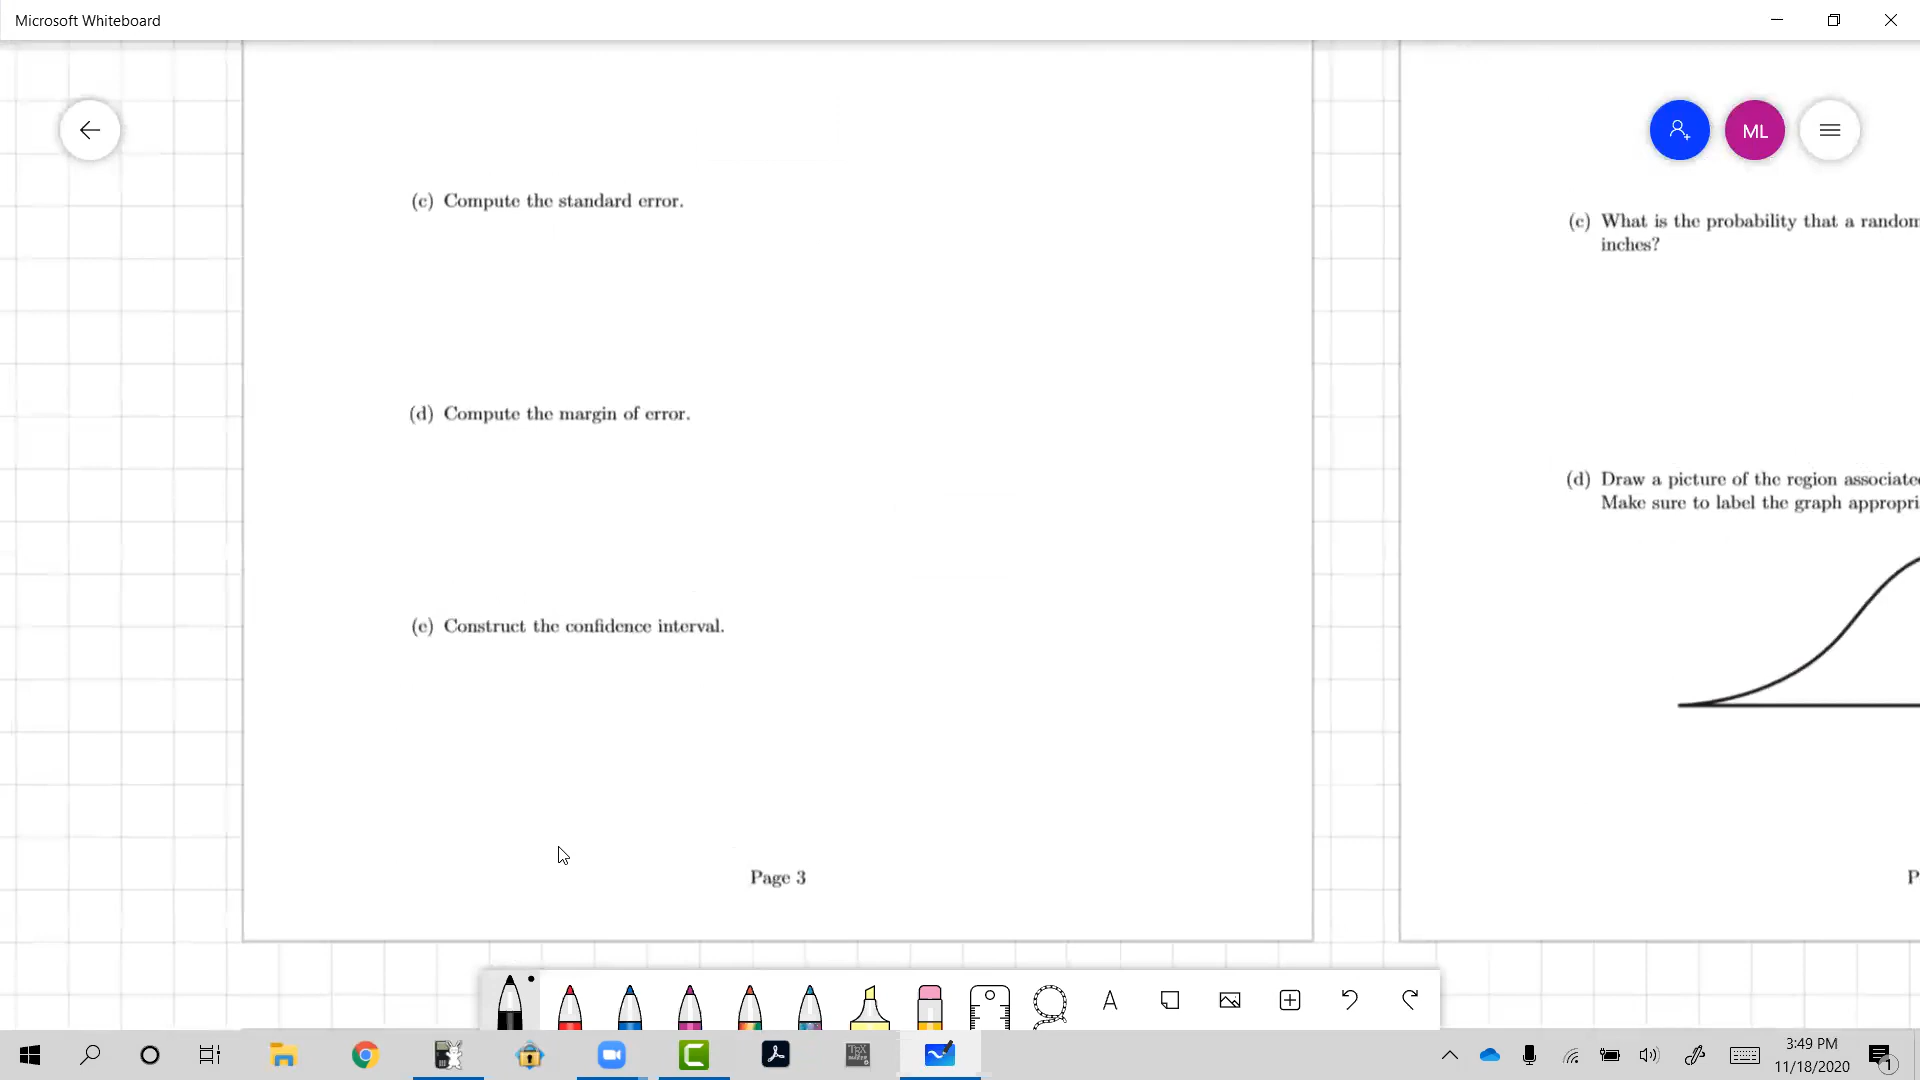 Microsoft Whiteboard
ML
(c) Compute the standard error.
(d) Compute the margin of error.
(e) Construct the confidence interval.
Page 3
(c) What is the probability that a random
inches?
(d) Draw a picture of the region associate
Make sure to label the graph appropri
P
A
3:49 PM
11/18/2020
1